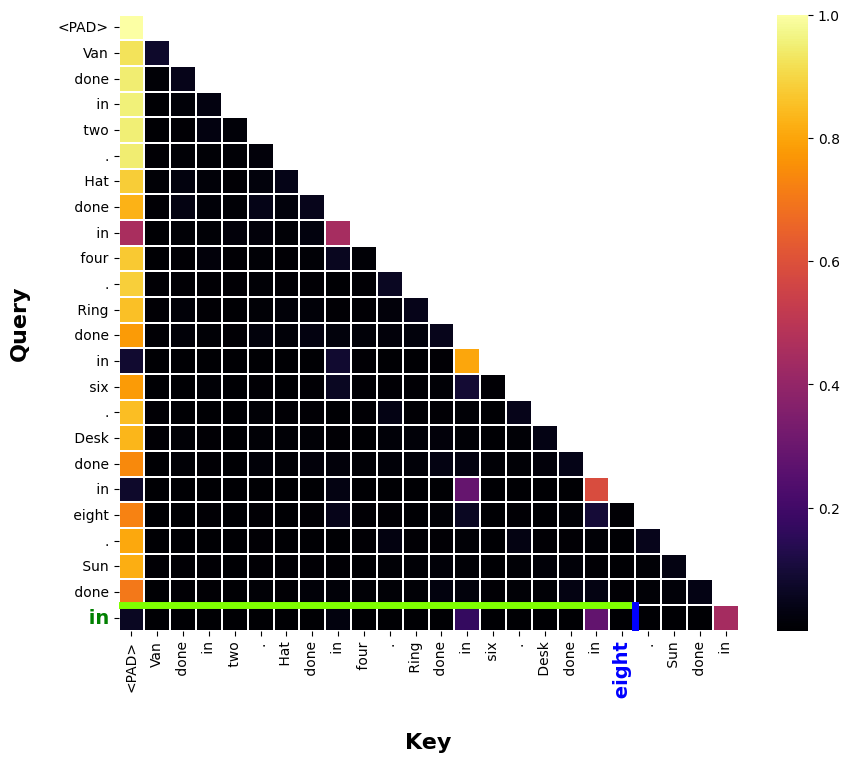 <PAD>
Van
done
in
two
.
Hat
done
in
four
.
Ring
done
in
six
.
Desk
done
in
eight
.
Sun
done
in
Query
<PAD>
Van
done
in
two
.
Hat
done
in
four
.
Ring
done
in
six
.
Desk
done
in
eight
.
Sun
done
in
Key
1.0
0.8
0.6
0.4
0.2